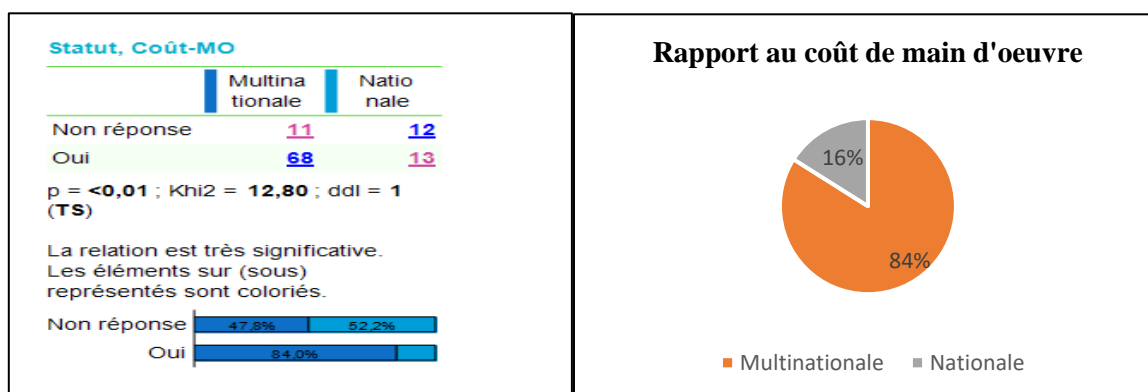 Statut, Coût-MO
Multina Natio
tionale nale
Non réponse 11 12
Oui 68 13
p = <0,01 ; Khi2 = 12,80 ; ddl = 1
(TS)
La relation est très significative.
Les éléments sur (sous)
représentés sont coloriés.
Non réponse 47,8% 52,2%
Oui 84,0%
Rapport au coût de main d'oeuvre
16%
84%
Multinationale Nationale